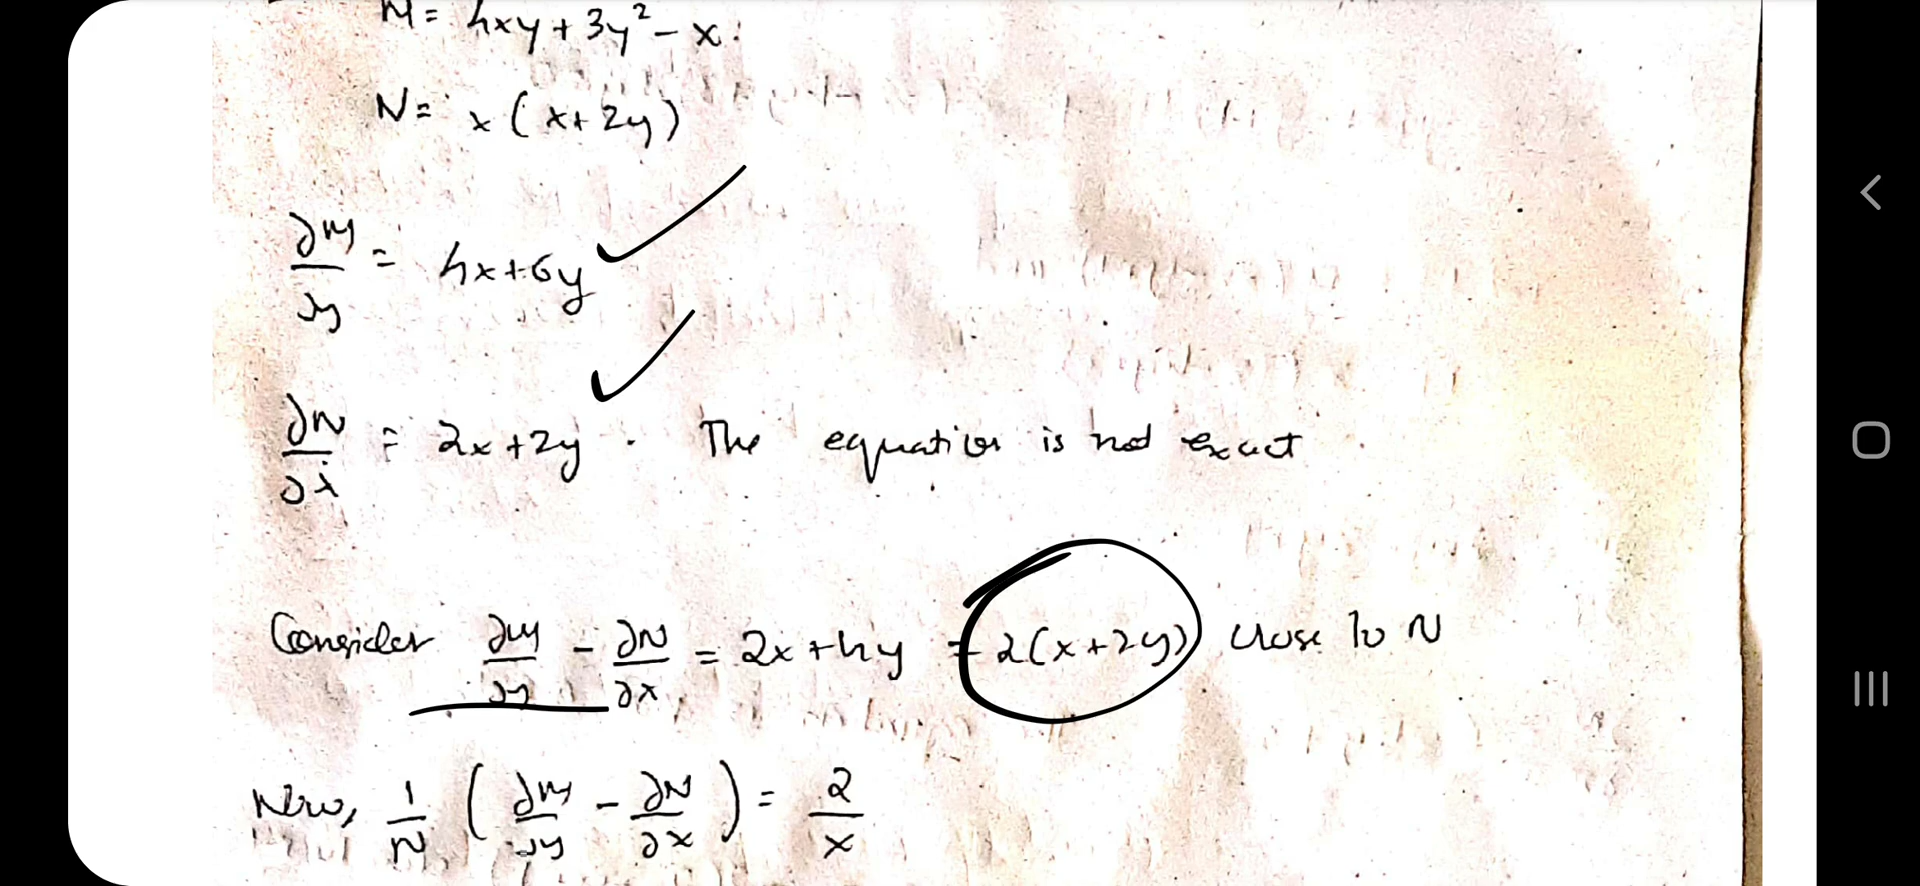 M = 4xy + 3y² - x.
N = x(x+2y)
∂M/∂y = 4x+6y
∂N/∂x = 2x+2y. The equation is not exact
Consider ∂M/∂y - ∂N/∂x = 2x+4y = 2(x+2y) close to N
Now, 1/N (∂M/∂y - ∂N/∂x) = 2/x